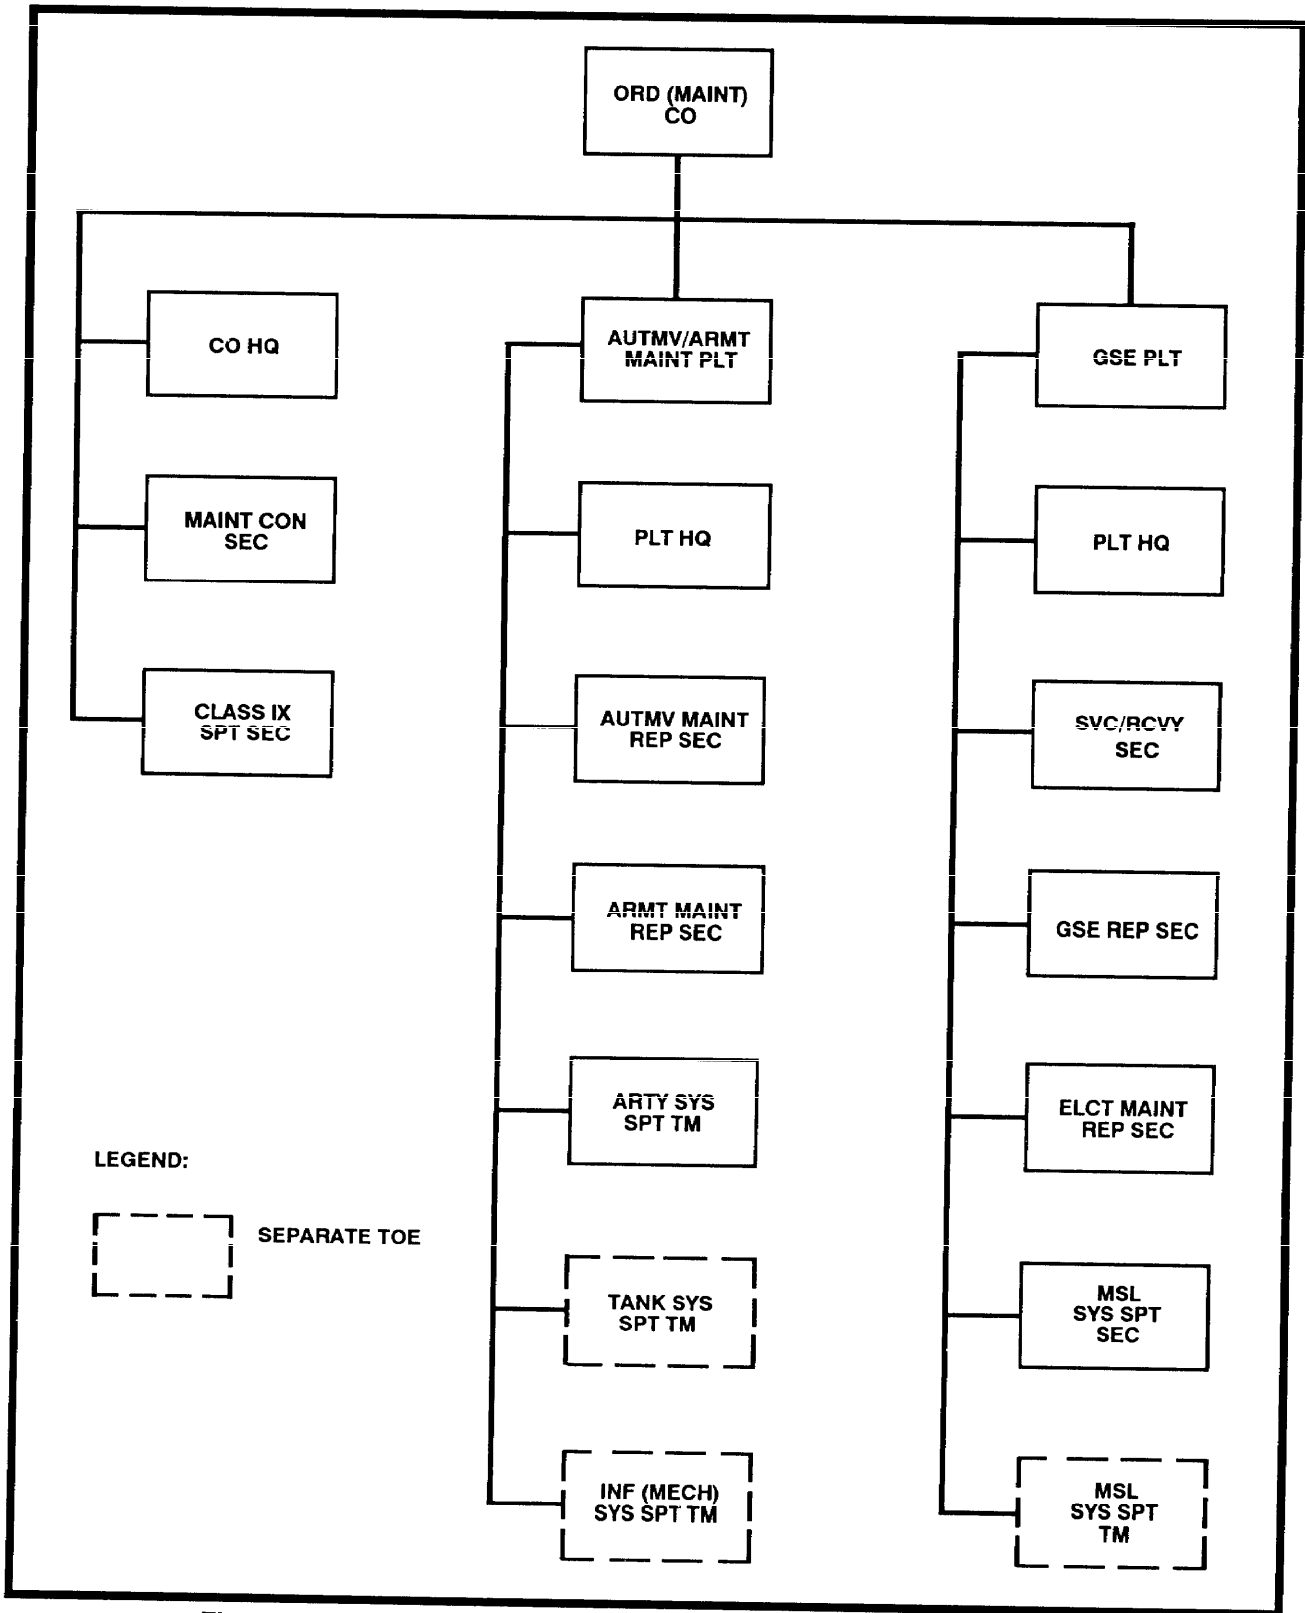 ORD (MAINT)
CO
CO HQ
MAINT CON
SEC
CLASS IX
SPT SEC
AUTMV/ARMT
MAINT PLT
PLT HQ
AUTMV MAINT
REP SEC
ARMT MAINT
REP SEC
ARTY SYS
SPT TM
TANK SYS
SPT TM
INF (MECH)
SYS SPT TM
GSE PLT
PLT HQ
SVC/RCVY
SEC
GSE REP SEC
ELCT MAINT
REP SEC
MSL
SYS SPT
SEC
MSL
SYS SPT
TM
LEGEND:
SEPARATE TOE